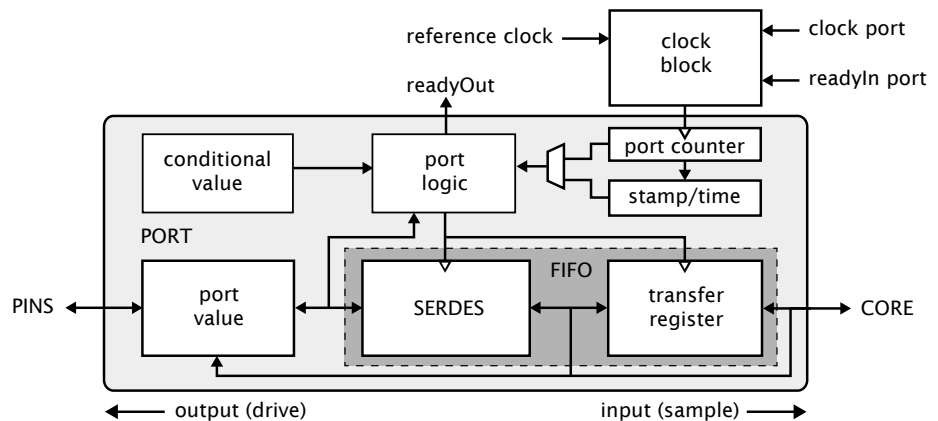 reference clock
clock
block
clock port
readyIn port
readyOut
conditional
value
port
logic
port counter
stamp/time
PORT
FIFO
PINS
port
value
SERDES
transfer
register
CORE
output (drive)
input (sample)